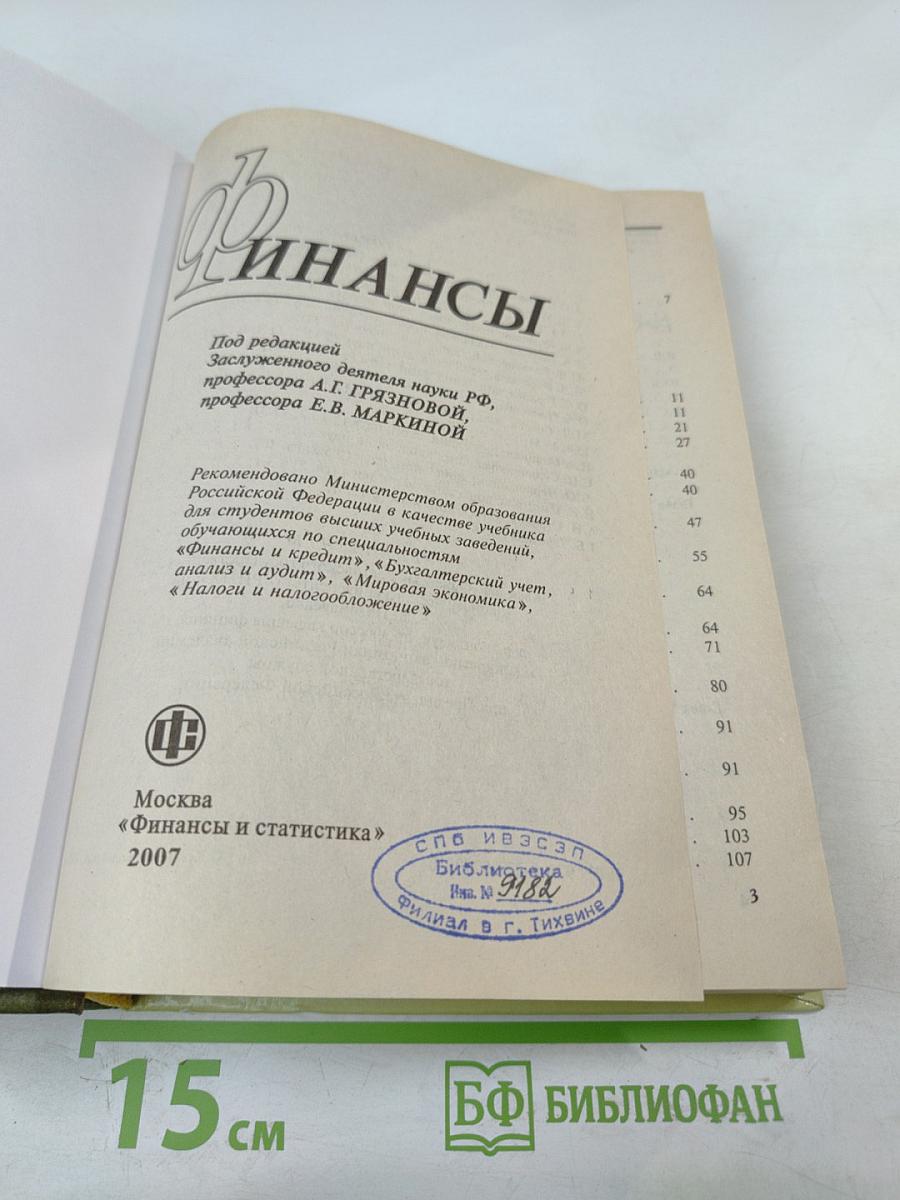 ФИНАНСЫ
Под редакцией
Заслуженного деятеля науки РФ,
профессора А.Г. ГРЯЗНОВОЙ,
профессора Е.В. МАРКИНОЙ
Рекомендовано Министерством образования
Российской Федерации в качестве учебника
для студентов высших учебных заведений,
обучающихся по специальностям
«Финансы и кредит», «Бухгалтерский учет,
анализ и аудит», «Мировая экономика»,
«Налоги и налогообложение»
ФС
Москва
«Финансы и статистика»
2007
СПБ ИВЭСЭП
Библиотека
Инв. № 9182
Филиал в г. Тихвине
7
11
11
21
27
40
40
47
55
64
64
71
80
91
91
95
103
107
3
15 см
БФ БИБЛИОФАН